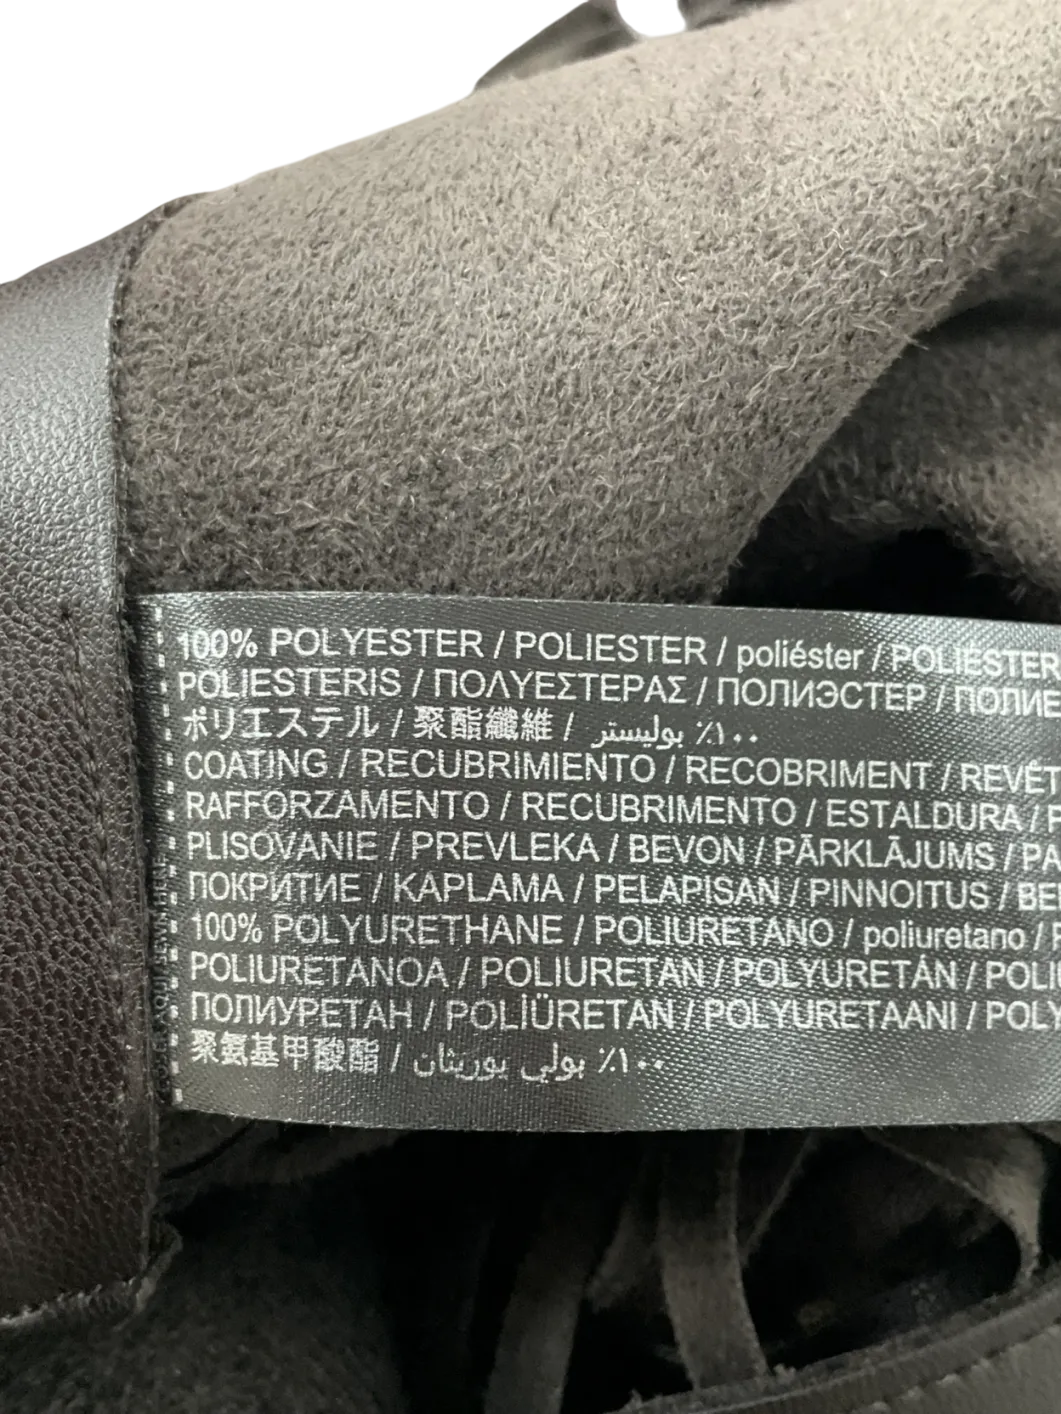 100% POLYESTER / POLIESTER / poliéster / POLIÉSTER
POLIESTERIS / ΠΟΛΥΕΣΤΕΡΑΣ / ПОЛИЭСТЕР / ПОЛИЕ
ポリエステル / 聚酯纖維 / ٪١٠٠ بوليستر
COATING / RECUBRIMIENTO / RECOBRIMENT / REVÊT
RAFFORZAMENTO / RECUBRIMENTO / ESTALDURA /
PLISOVANIE / PREVLEKA / BEVON / PĀRKLĀJUMS / PA
ПОКРИТИЕ / KAPLAMA / PELAPISAN / PINNOITUS / BE
100% POLYURETHANE / POLIURETANO / poliuretano /
POLIURETANOA / POLIURETAN / POLYURETÁN / POLI
ПОЛИУРЕТАН / POLİÜRETAN / POLYURETAANI / POLY
聚氨基甲酸酯 / ٪١٠٠ بولي يوريثان